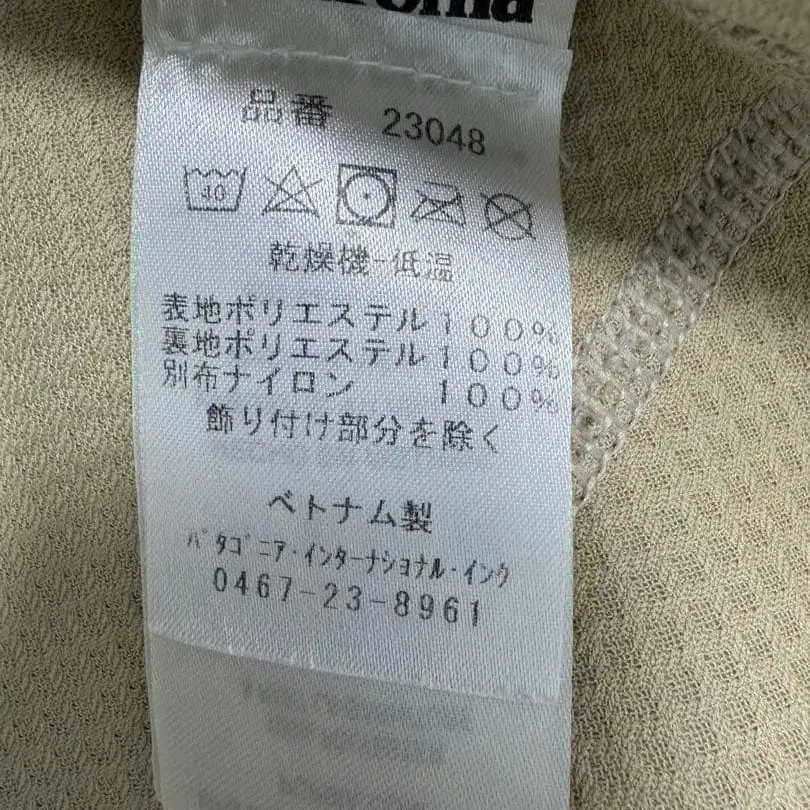 品番 23048
40
乾燥機-低温
表地ポリエステル100%
裏地ポリエステル100%
別布ナイロン 100%
飾り付け部分を除く
ベトナム製
パタゴニア・インターナショナル・インク
0467-23-8961